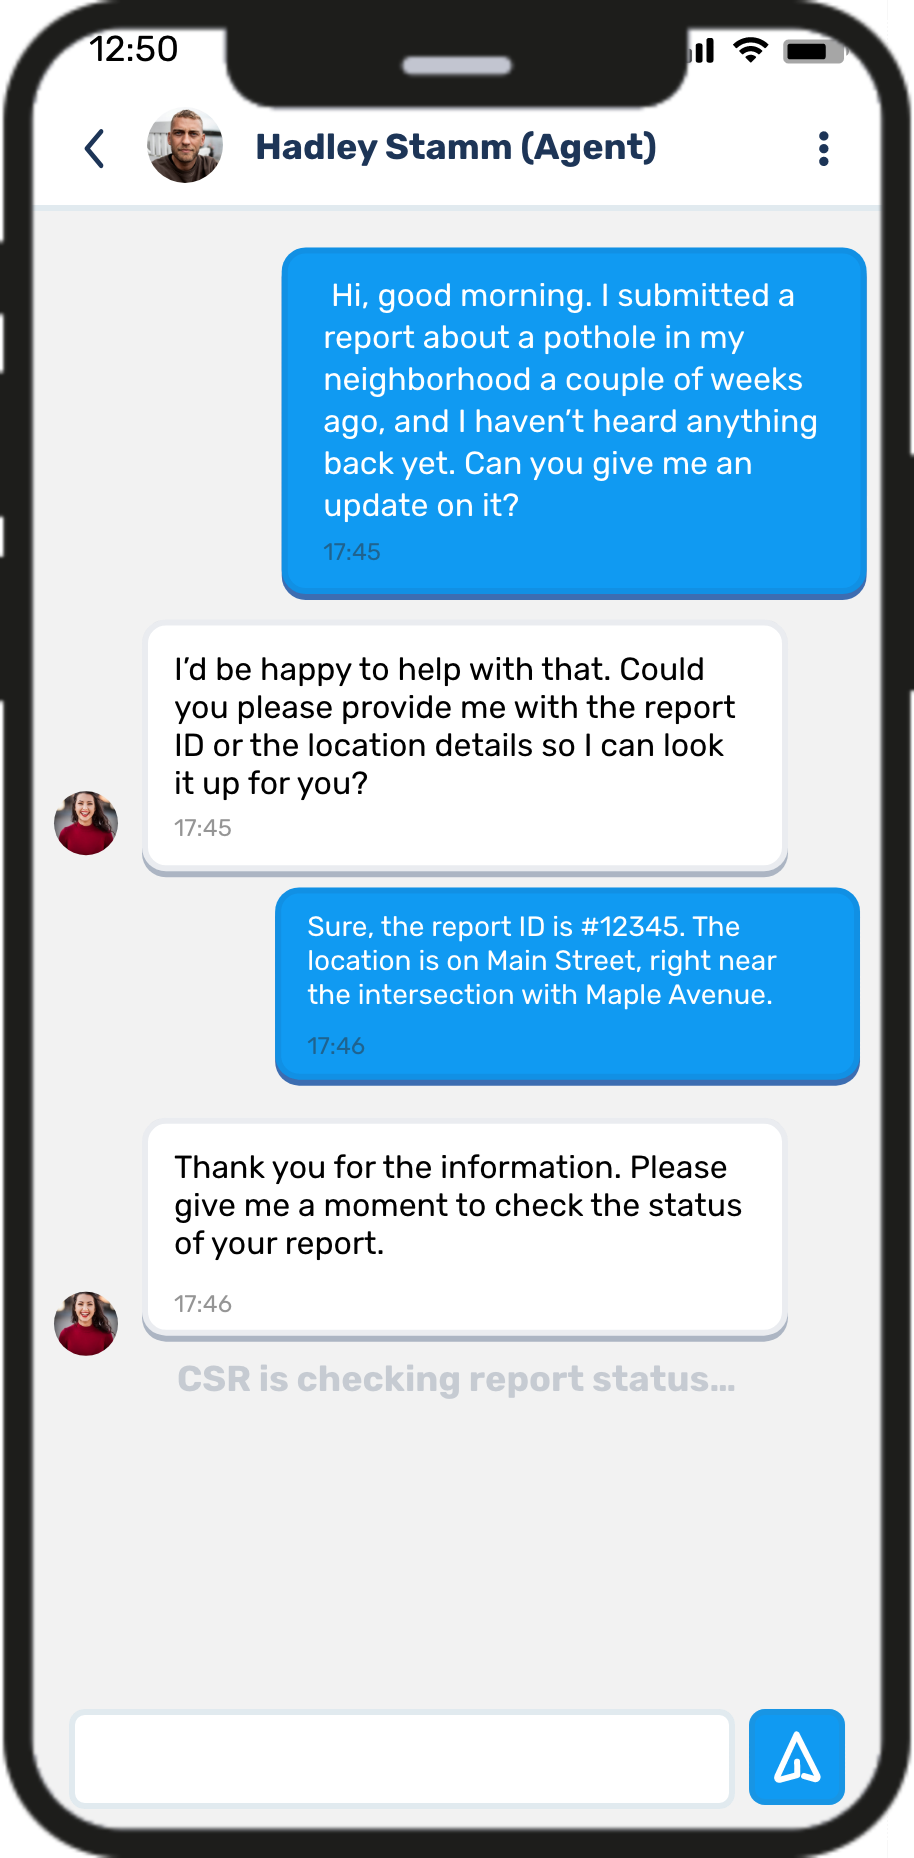 12:50
Hadley Stamm (Agent)
Hi, good morning. I submitted a
report about a pothole in my
neighborhood a couple of weeks
ago, and I haven’t heard anything
back yet. Can you give me an
update on it?
17:45
I’d be happy to help with that. Could
you please provide me with the report
ID or the location details so I can look
it up for you?
17:45
Sure, the report ID is #12345. The
location is on Main Street, right near
the intersection with Maple Avenue.
17:46
Thank you for the information. Please
give me a moment to check the status
of your report.
17:46
CSR is checking report status...